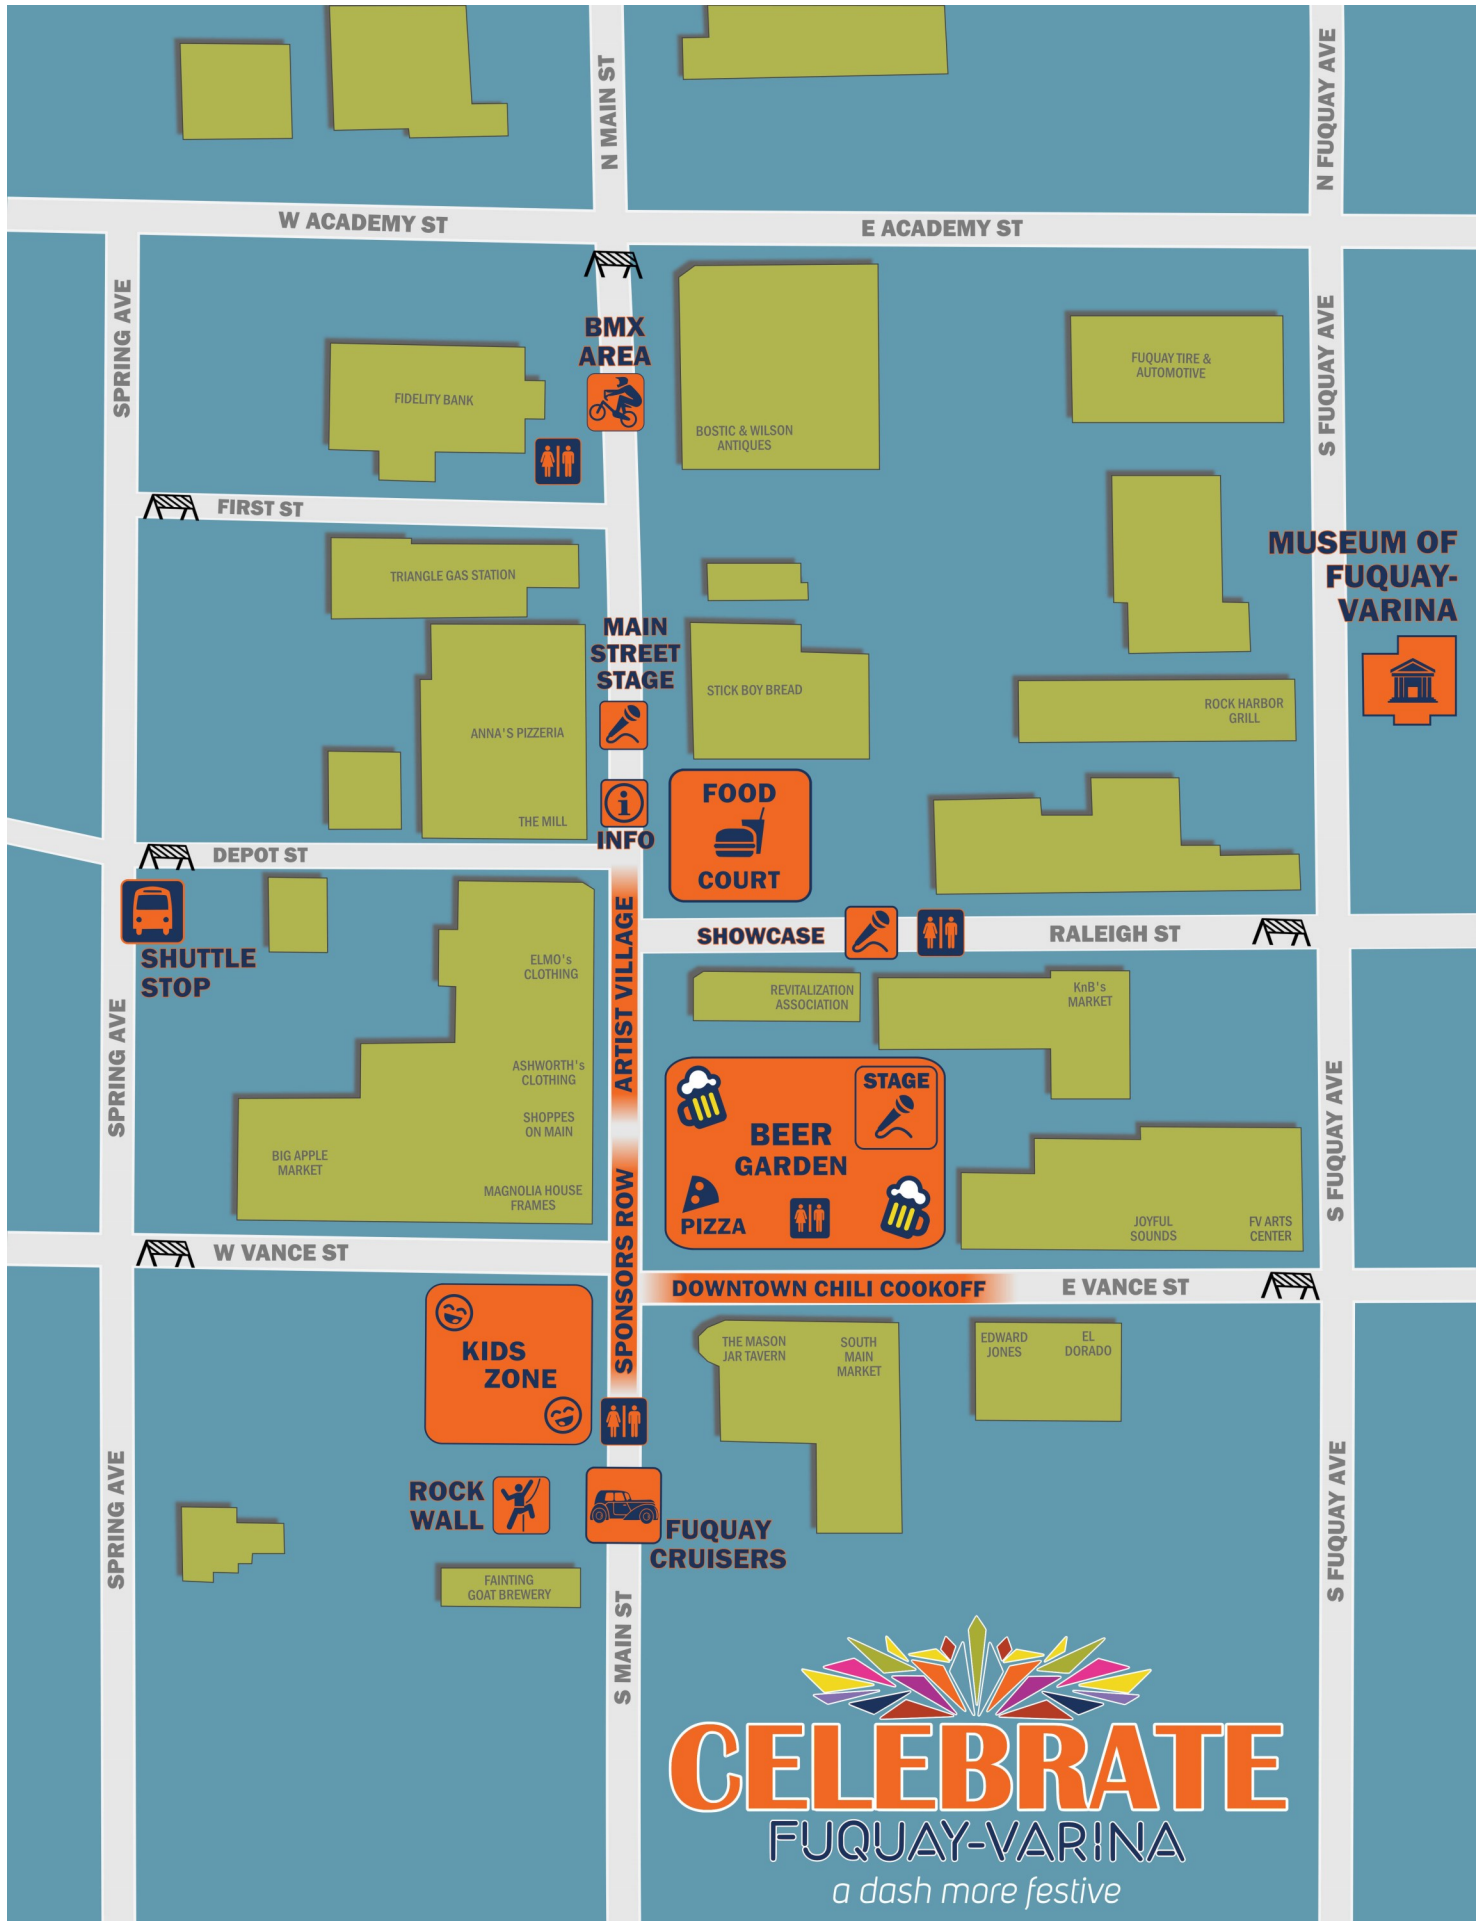 N MAIN ST
N FUQUAY AVE
W ACADEMY ST
E ACADEMY ST
SPRING AVE
BMX
AREA
S FUQUAY AVE
FUQUAY TIRE &
AUTOMOTIVE
FIDELITY BANK
BOSTIC & WILSON
ANTIQUES
FIRST ST
MUSEUM OF
FUQUAY-
VARINA
TRIANGLE GAS STATION
MAIN
STREET
STAGE
STICK BOY BREAD
ROCK HARBOR
GRILL
ANNA'S PIZZERIA
THE MILL
i
INFO
FOOD
COURT
DEPOT ST
SHUTTLE
STOP
SHOWCASE
RALEIGH ST
ARTIST VILLAGE
ELMO's
CLOTHING
REVITALIZATION
ASSOCIATION
KnB's
MARKET
SPRING AVE
ASHWORTH's
CLOTHING
SHOPPES
ON MAIN
BIG APPLE
MARKET
MAGNOLIA HOUSE
FRAMES
STAGE
BEER
GARDEN
PIZZA
S FUQUAY AVE
JOYFUL
SOUNDS
FV ARTS
CENTER
SPONSORS ROW
W VANCE ST
DOWNTOWN CHILI COOKOFF
E VANCE ST
KIDS
ZONE
THE MASON
JAR TAVERN
SOUTH
MAIN
MARKET
EDWARD
JONES
EL
DORADO
SPRING AVE
ROCK
WALL
FUQUAY
CRUISERS
S FUQUAY AVE
FAINTING
GOAT BREWERY
S MAIN ST
CELEBRATE
FUQUAY-VARINA
a dash more festive